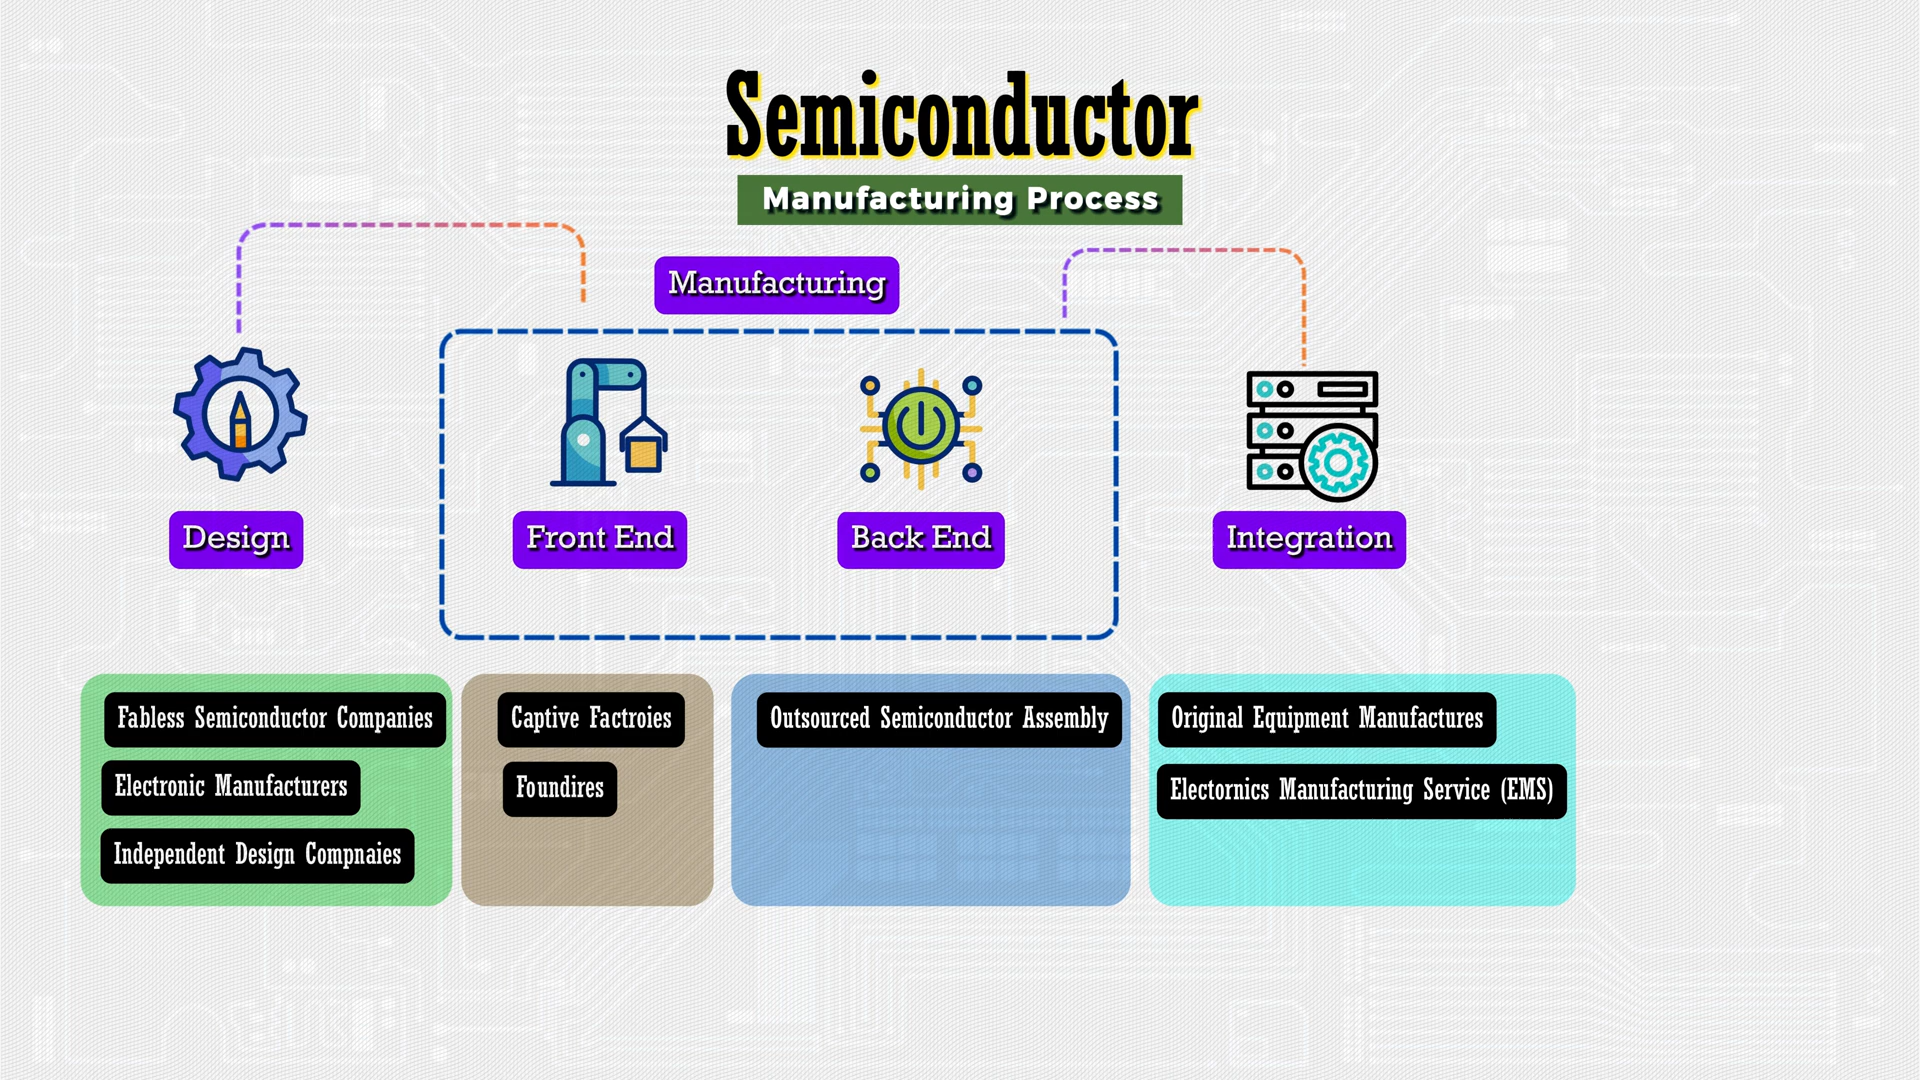 Semiconductor
Manufacturing Process
Manufacturing
Design
Front End
Back End
Integration
Fabless Semiconductor Companies
Electronic Manufacturers
Independent Design Compnaies
Captive Factroies
Foundires
Outsourced Semiconductor Assembly
Original Equipment Manufactures
Electornics Manufacturing Service (EMS)